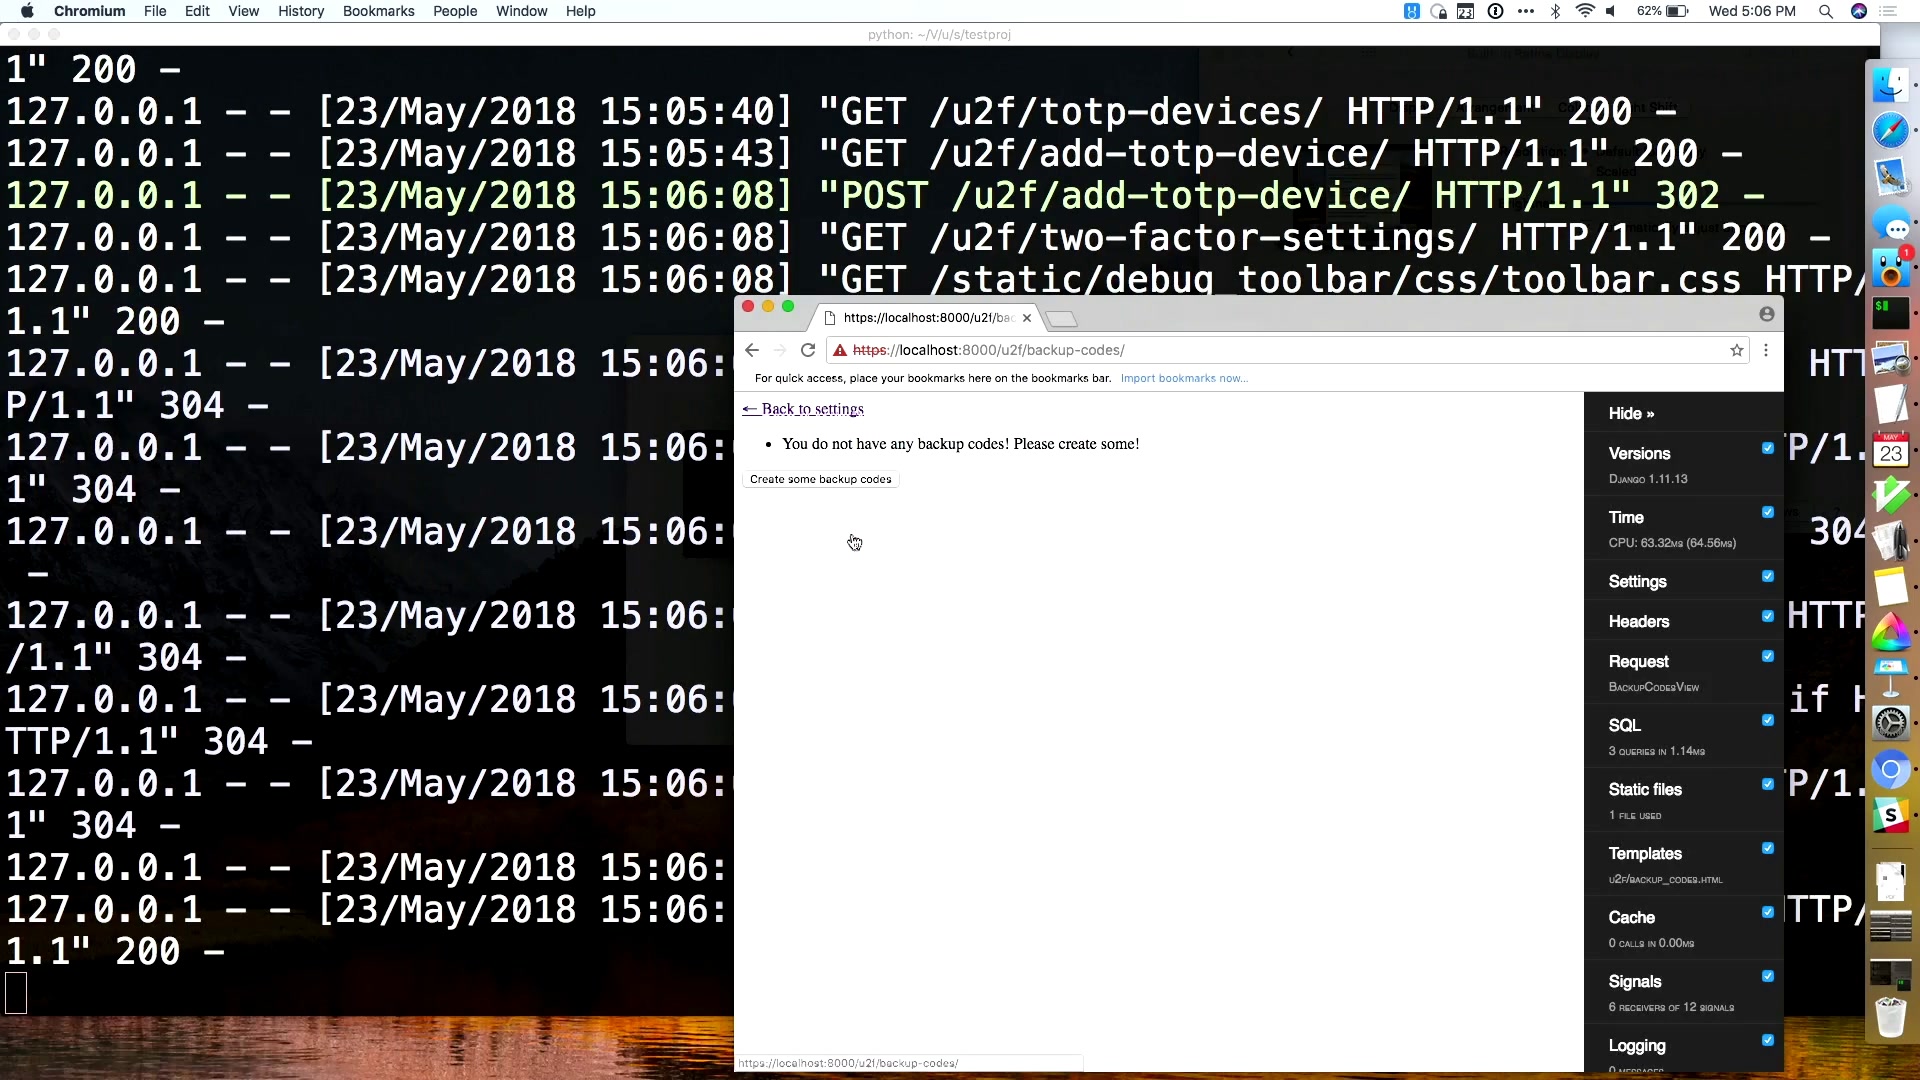 Chromium File Edit View History Bookmarks People Window Help 62% Wed 5:06 PM
python: ~/V/u/s/testproj
1" 200 –
127.0.0.1 – – [23/May/2018 15:05:40] "GET /u2f/totp-devices/ HTTP/1.1" 200 –
127.0.0.1 – – [23/May/2018 15:05:43] "GET /u2f/add-totp-device/ HTTP/1.1" 200 –
127.0.0.1 – – [23/May/2018 15:06:08] "POST /u2f/add-totp-device/ HTTP/1.1" 302 –
127.0.0.1 – – [23/May/2018 15:06:08] "GET /u2f/two-factor-settings/ HTTP/1.1" 200 –
127.0.0.1 – – [23/May/2018 15:06:08] "GET /static/debug_toolbar/css/toolbar.css HTTP/
1.1" 200 –
127.0.0.1 – – [23/May/2018 15:06: HTT
P/1.1" 304 –
127.0.0.1 – – [23/May/2018 15:06: P/1.
1" 304 –
127.0.0.1 – – [23/May/2018 15:06: 304
–
127.0.0.1 – – [23/May/2018 15:06: HTTP
/1.1" 304 –
127.0.0.1 – – [23/May/2018 15:06: if H
TTP/1.1" 304 –
127.0.0.1 – – [23/May/2018 15:06: P/1.
1" 304 –
127.0.0.1 – – [23/May/2018 15:06:
127.0.0.1 – – [23/May/2018 15:06: TTP/
1.1" 200 –
https://localhost:8000/u2f/bac
https://localhost:8000/u2f/backup-codes/
For quick access, place your bookmarks here on the bookmarks bar. Import bookmarks now...
← Back to settings
• You do not have any backup codes! Please create some!
Create some backup codes
https://localhost:8000/u2f/backup-codes/
Hide »
Versions
Django 1.11.13
Time
CPU: 63.32ms (64.56ms)
Settings
Headers
Request
BackupCodesView
SQL
3 queries in 1.14ms
Static files
1 file used
Templates
u2f/backup_codes.html
Cache
0 calls in 0.00ms
Signals
6 receivers of 12 signals
Logging
0 messages
1
MAY
23
S